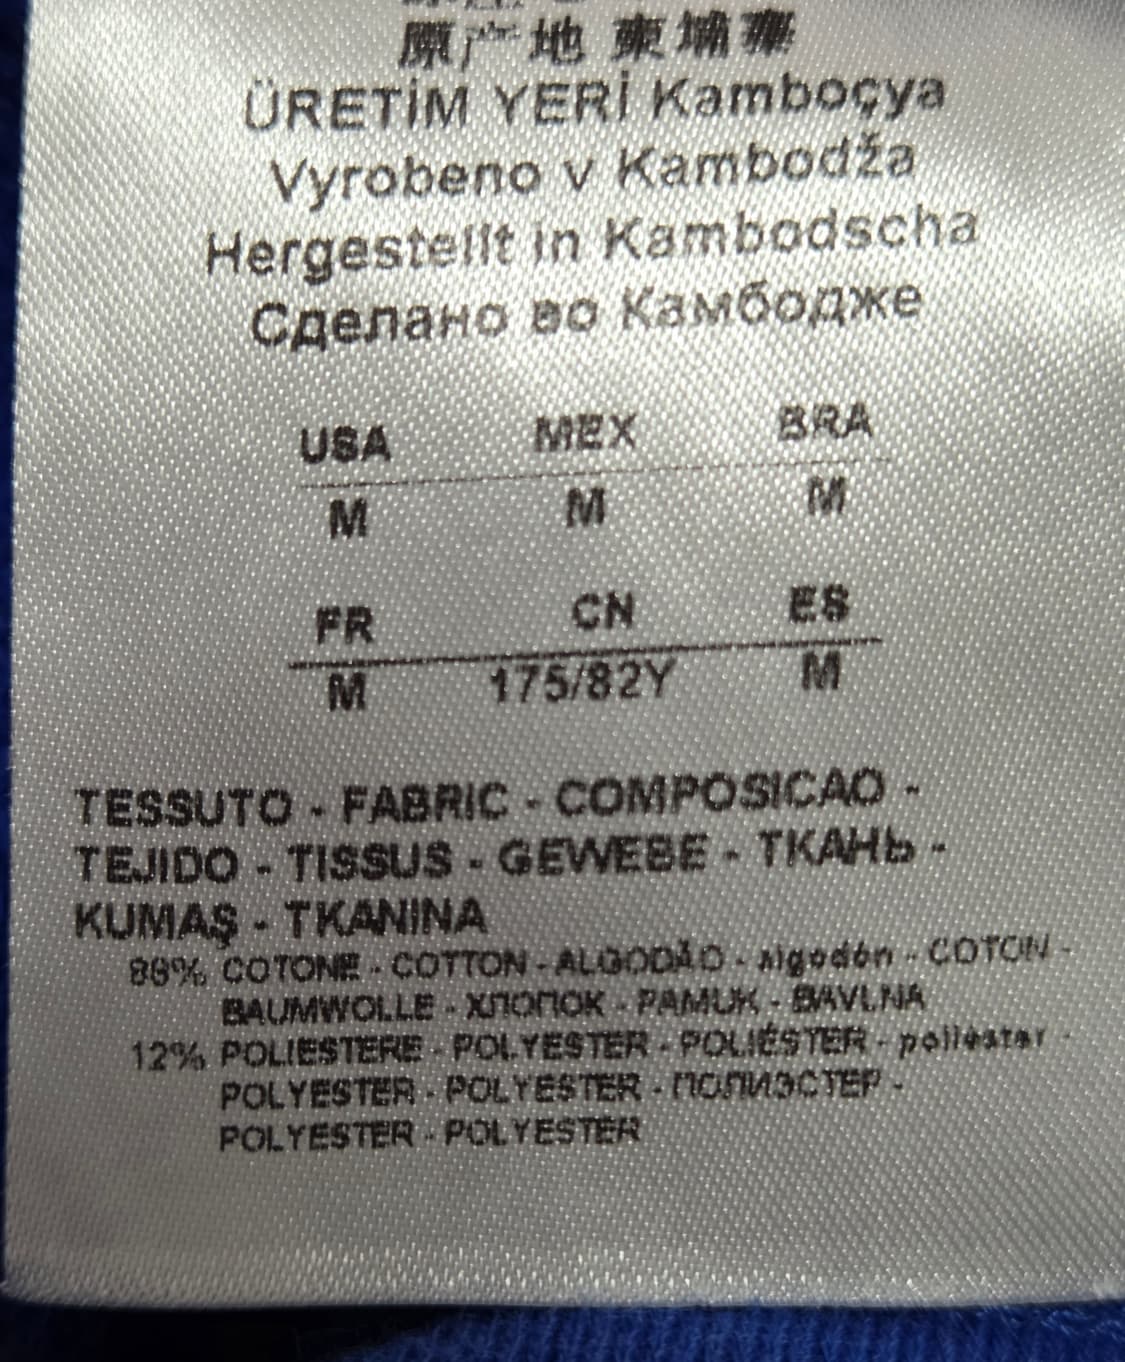 原产地 柬埔寨
ÜRETİM YERİ Kamboçya
Vyrobeno v Kambodža
Hergestellt in Kambodscha
Сделано во Камбодже
USA MEX BRA
M M M
FR CN ES
M 175/82Y M
TESSUTO - FABRIC - COMPOSICAO -
TEJIDO - TISSUS - GEWEBE - ТКАНЬ -
KUMAŞ - TKANINA
88% COTONE - COTTON - ALGODÃO - algodón - COTON -
BAUMWOLLE - ХЛОПОК - PAMUK - BAVLNA
12% POLIESTERE - POLYESTER - POLIÉSTER - poliéster -
POLYESTER - POLYESTER - ПОЛИЭСТЕР -
POLYESTER - POLYESTER